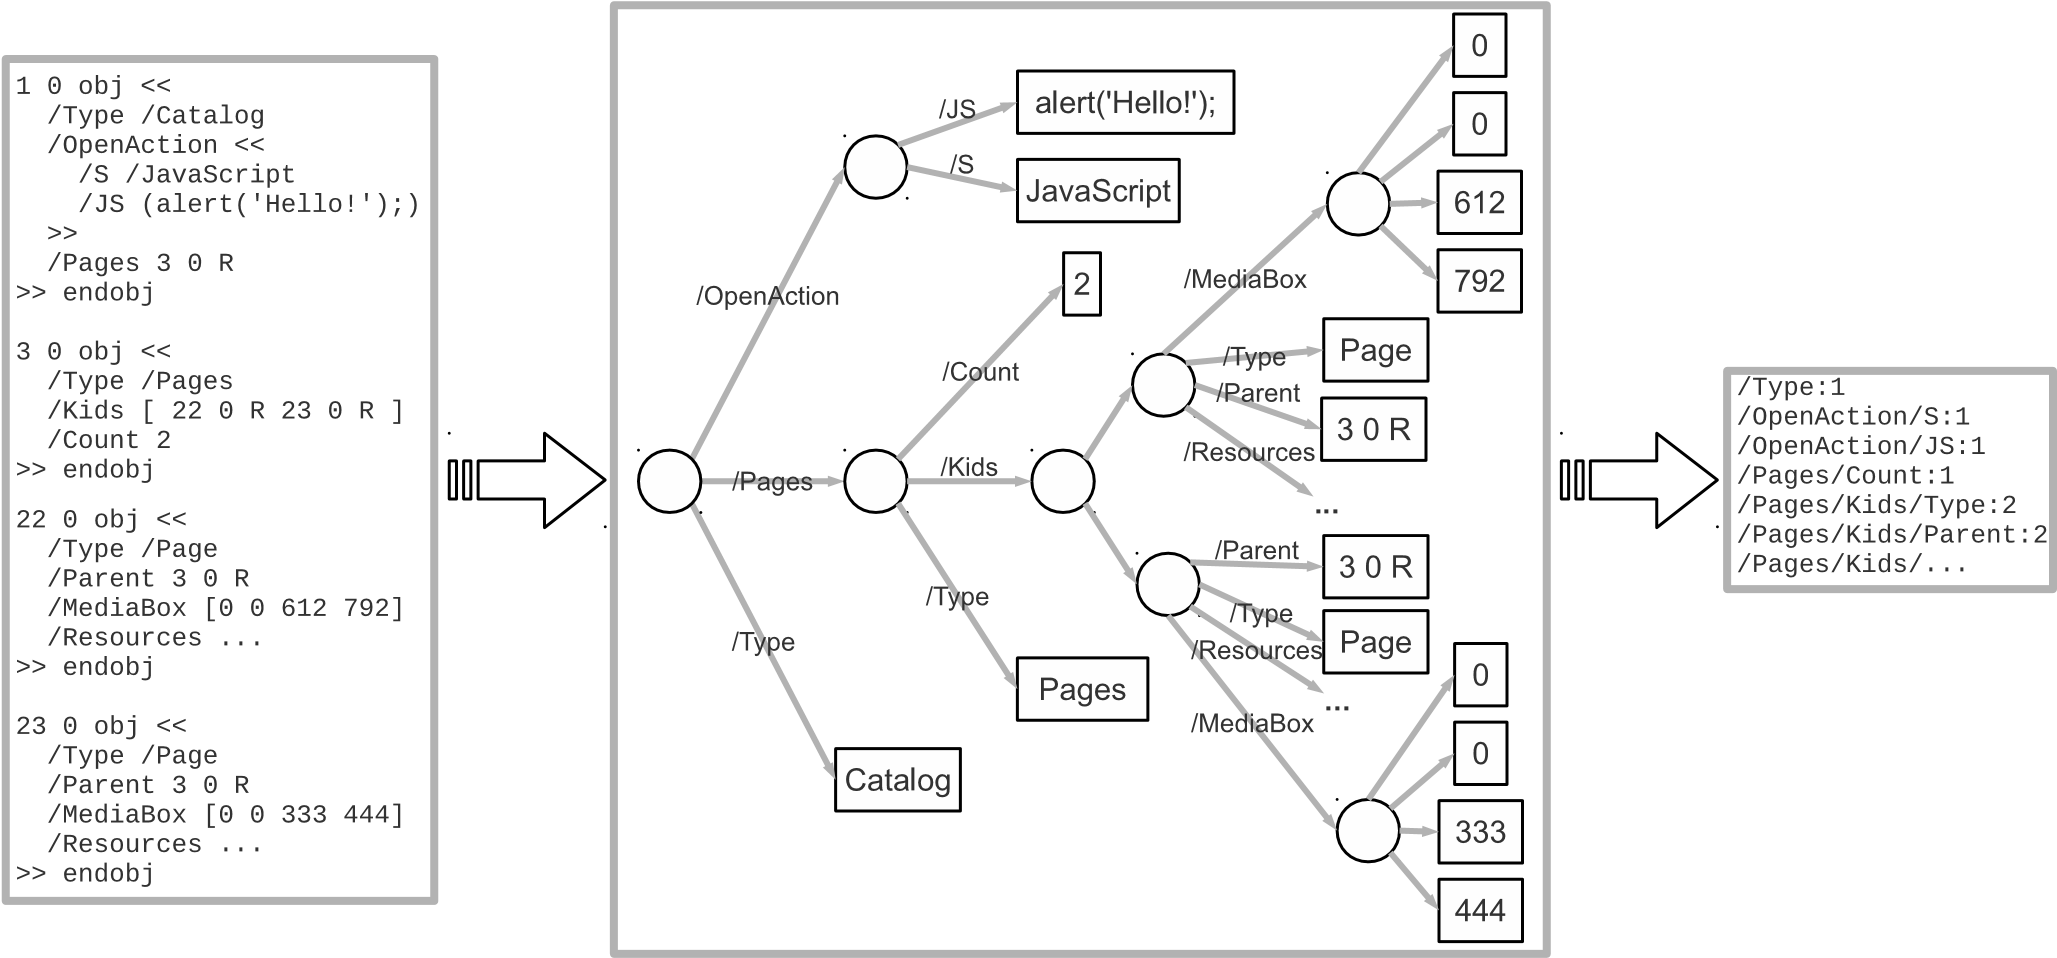 1 0 obj <<
/Type /Catalog
/OpenAction <<
/S /JavaScript
/JS (alert('Hello!');)
>>
/Pages 3 0 R
>> endobj
3 0 obj <<
/Type /Pages
/Kids [ 22 0 R 23 0 R ]
/Count 2
>> endobj
22 0 obj <<
/Type /Page
/Parent 3 0 R
/MediaBox [0 0 612 792]
/Resources ...
>> endobj
23 0 obj <<
/Type /Page
/Parent 3 0 R
/MediaBox [0 0 333 444]
/Resources ...
>> endobj
/OpenAction
/JS
alert('Hello!');
/S
JavaScript
/Pages
/Count
2
/Kids
/Type
Pages
/Type
Catalog
/MediaBox
0
0
612
792
/Type
Page
/Parent
3 0 R
/Resources
...
/Parent
3 0 R
/Type
Page
/Resources
...
/MediaBox
0
0
333
444
/Type:1
/OpenAction/S:1
/OpenAction/JS:1
/Pages/Count:1
/Pages/Kids/Type:2
/Pages/Kids/Parent:2
/Pages/Kids/...